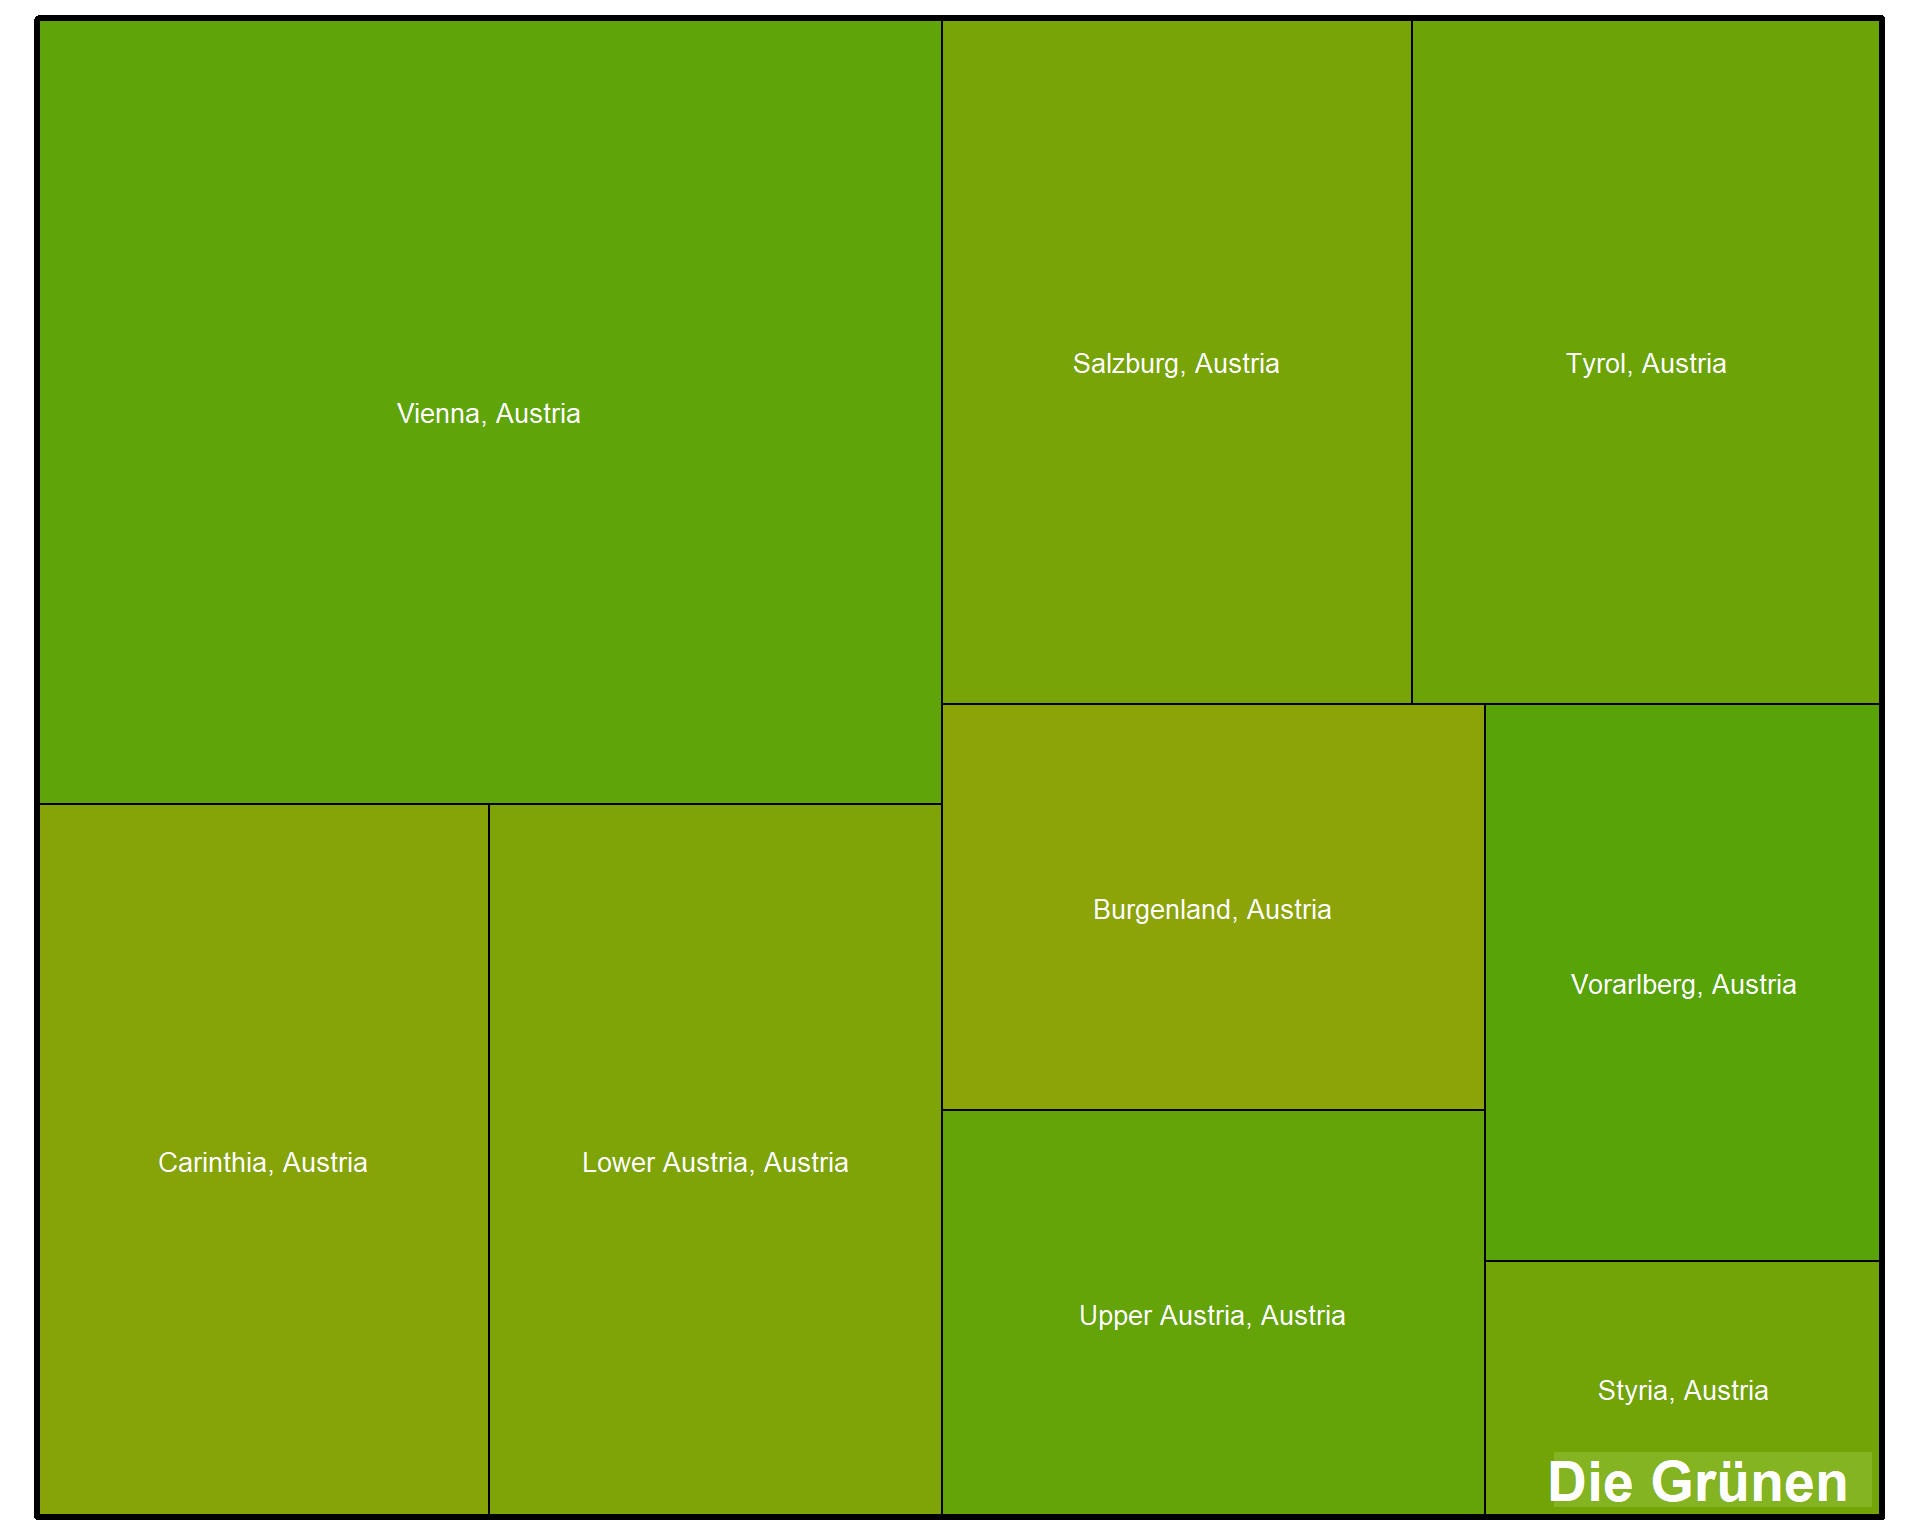 Salzburg, Austria
Tyrol, Austria
Vienna, Austria
Burgenland, Austria
Vorarlberg, Austria
Carinthia, Austria
Lower Austria, Austria
Upper Austria, Austria
Styria, Austria
Die Grünen